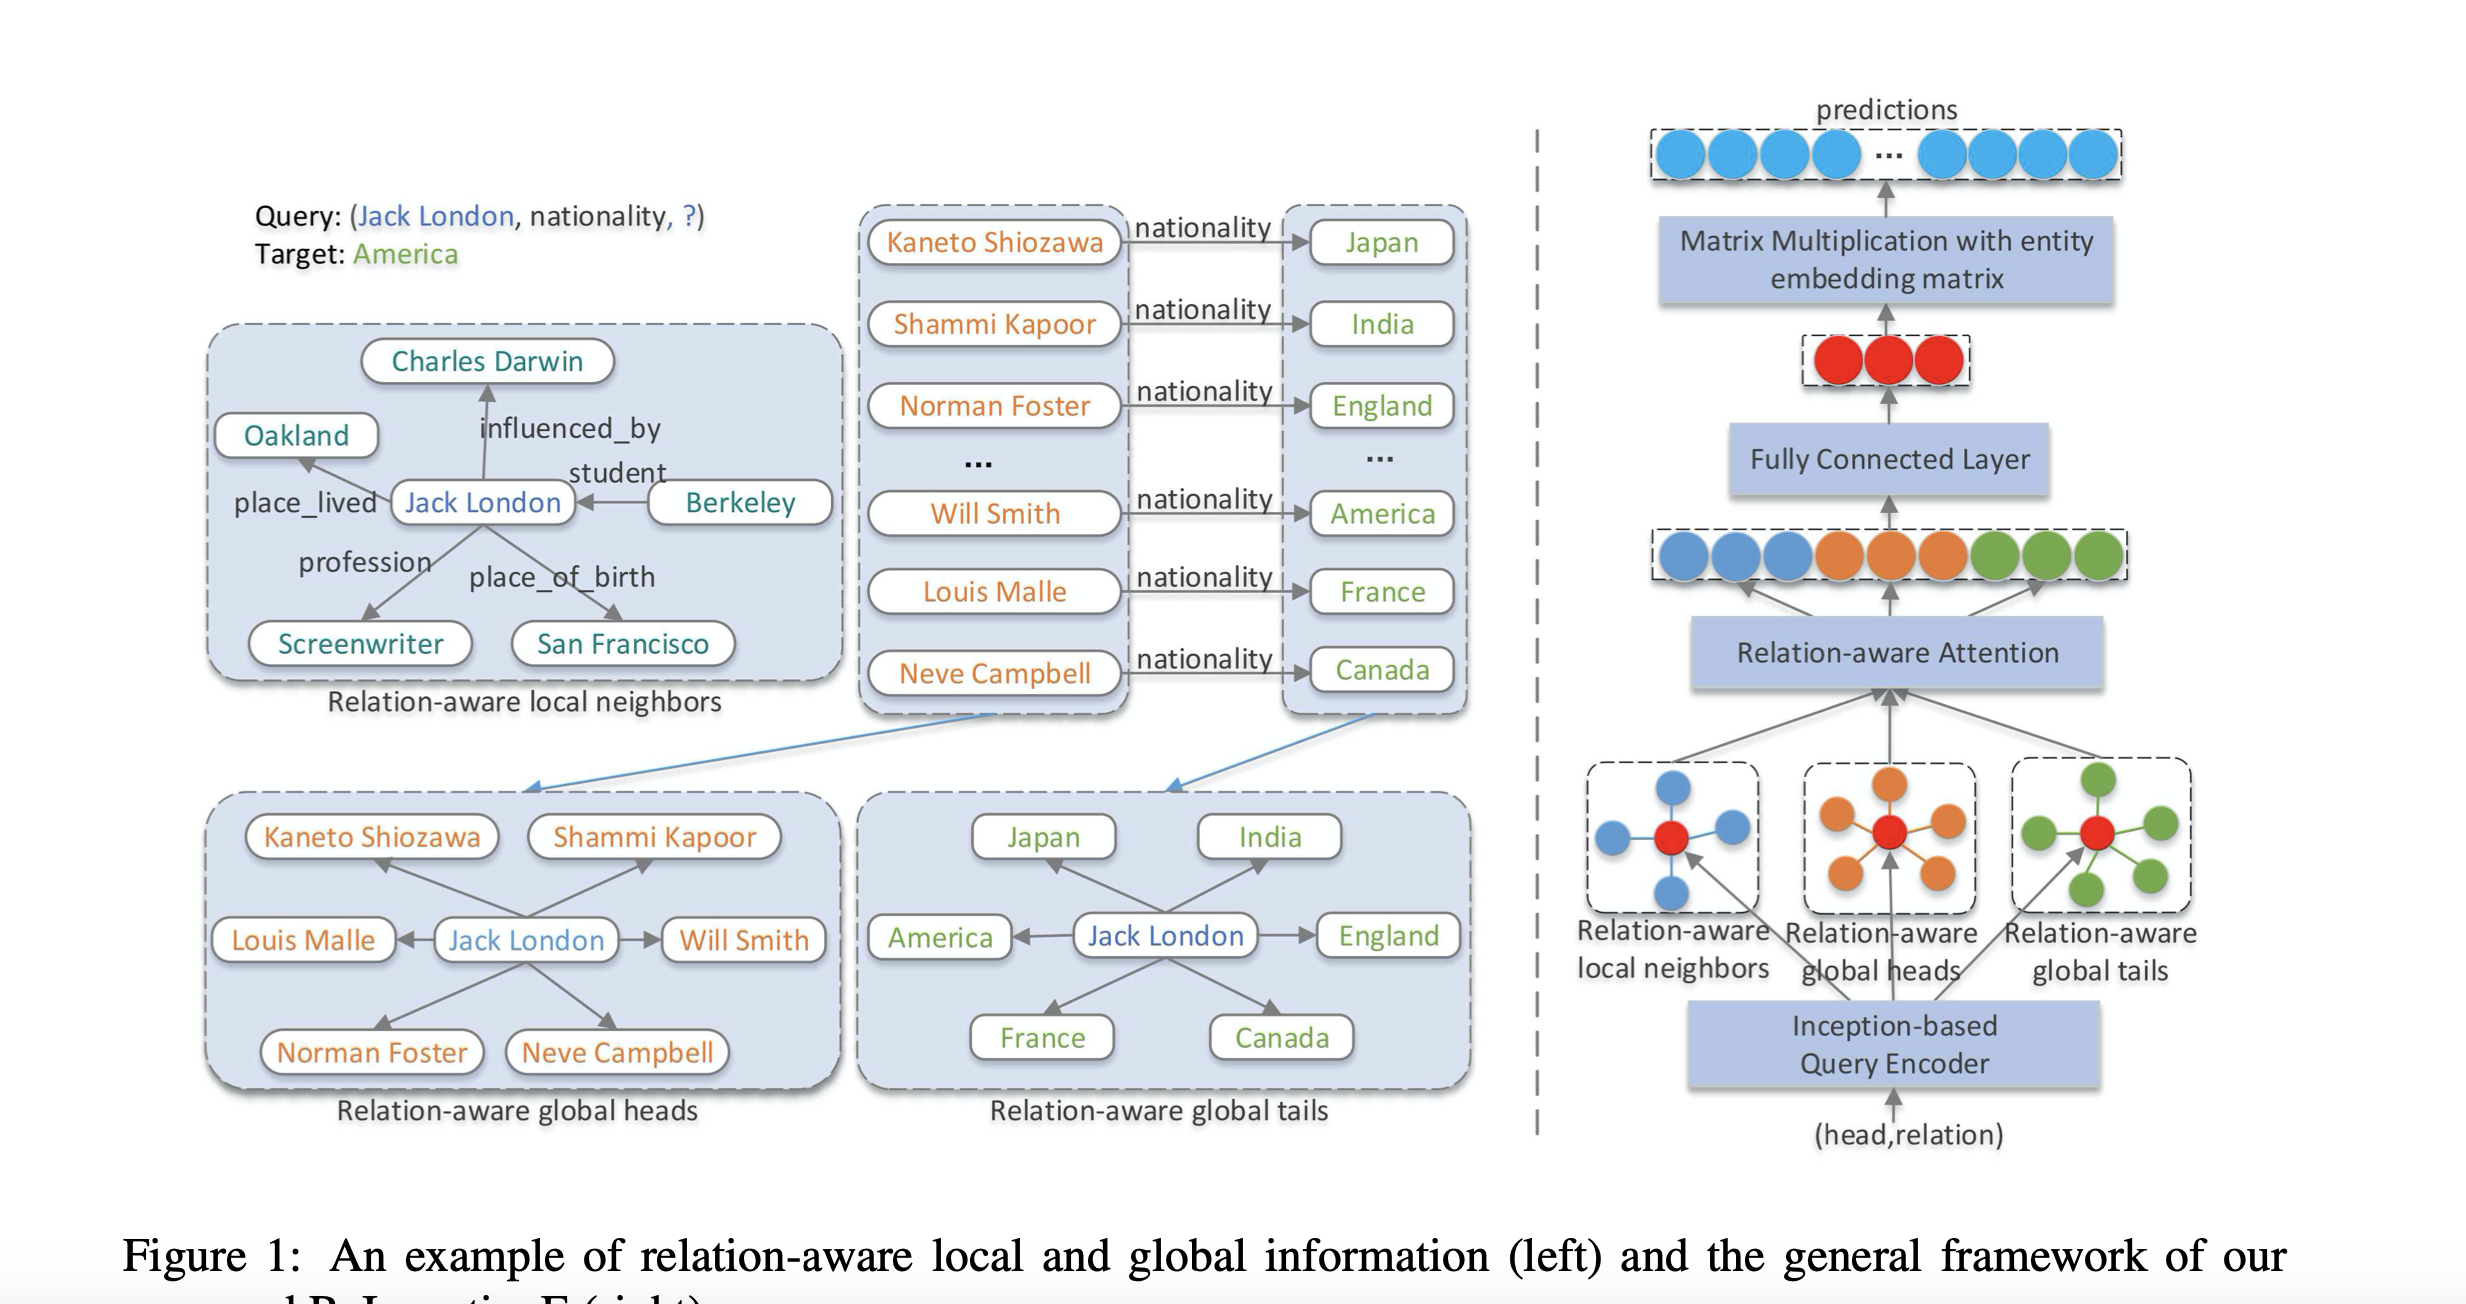 Query: (Jack London, nationality, ?)
Target: America
Charles Darwin
Oakland
influenced_by
student
place_lived
Jack London
Berkeley
profession
place_of_birth
Screenwriter
San Francisco
Relation-aware local neighbors
Kaneto Shiozawa
nationality
Japan
Shammi Kapoor
nationality
India
Norman Foster
nationality
England
...
...
Will Smith
nationality
America
Louis Malle
nationality
France
Neve Campbell
nationality
Canada
Kaneto Shiozawa
Shammi Kapoor
Louis Malle
Jack London
Will Smith
Norman Foster
Neve Campbell
Relation-aware global heads
Japan
India
America
Jack London
England
France
Canada
Relation-aware global tails
predictions
...
Matrix Multiplication with entity
embedding matrix
Fully Connected Layer
Relation-aware Attention
Relation-aware
local neighbors
Relation-aware
global heads
Relation-aware
global tails
Inception-based
Query Encoder
(head,relation)
Figure 1: An example of relation-aware local and global information (left) and the general framework of our
(right)